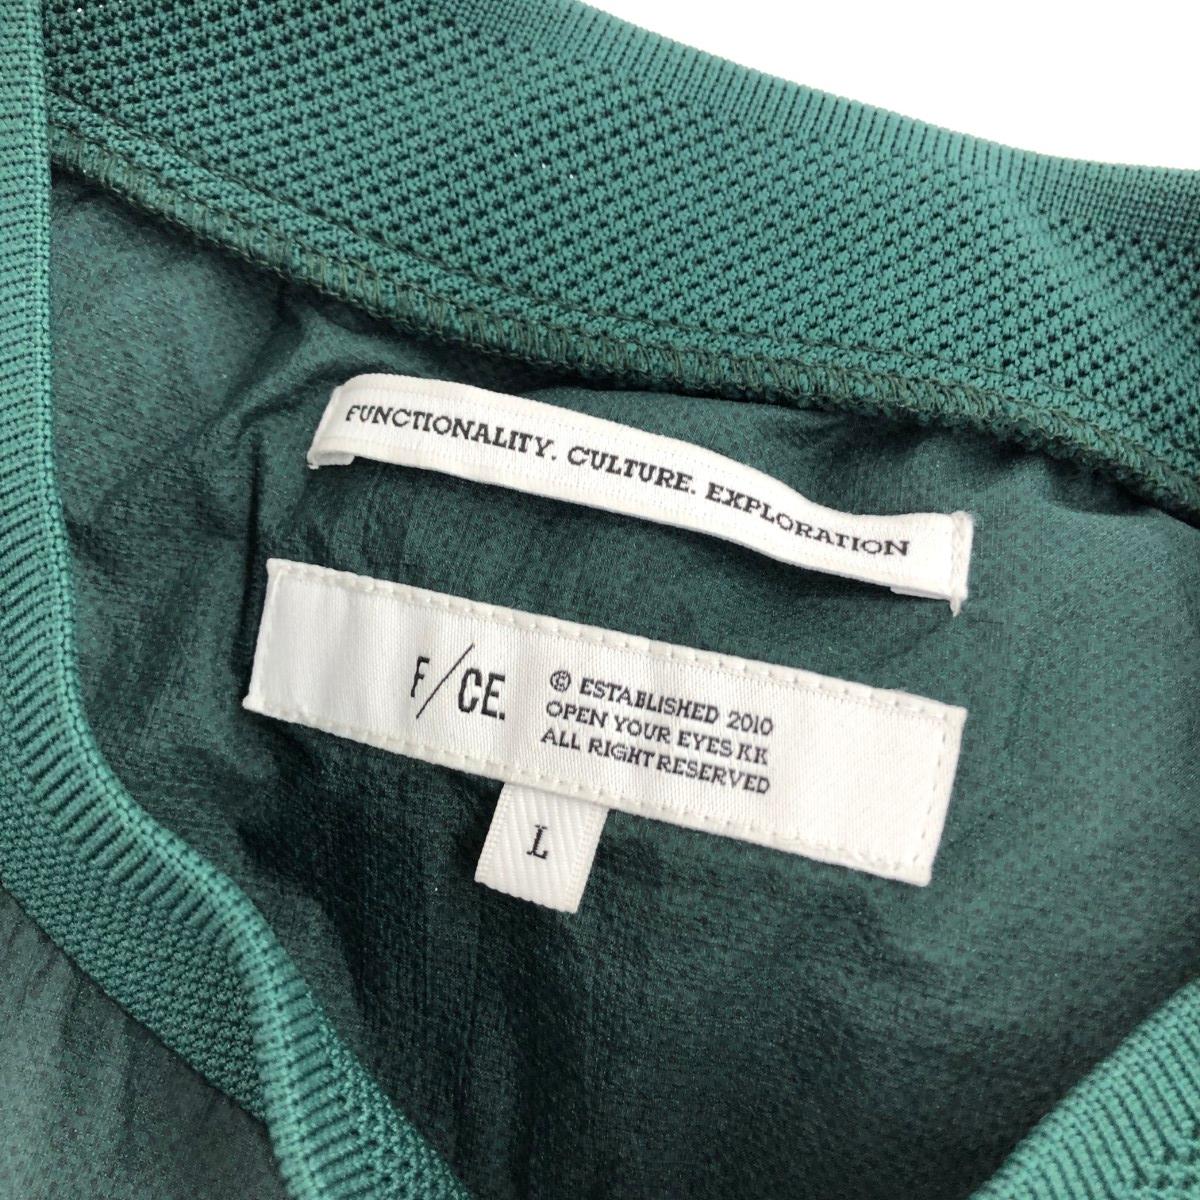 FUNCTIONALITY. CULTURE. EXPLORATION
F/CE.
© ESTABLISHED 2010
OPEN YOUR EYES KK
ALL RIGHT RESERVED
L